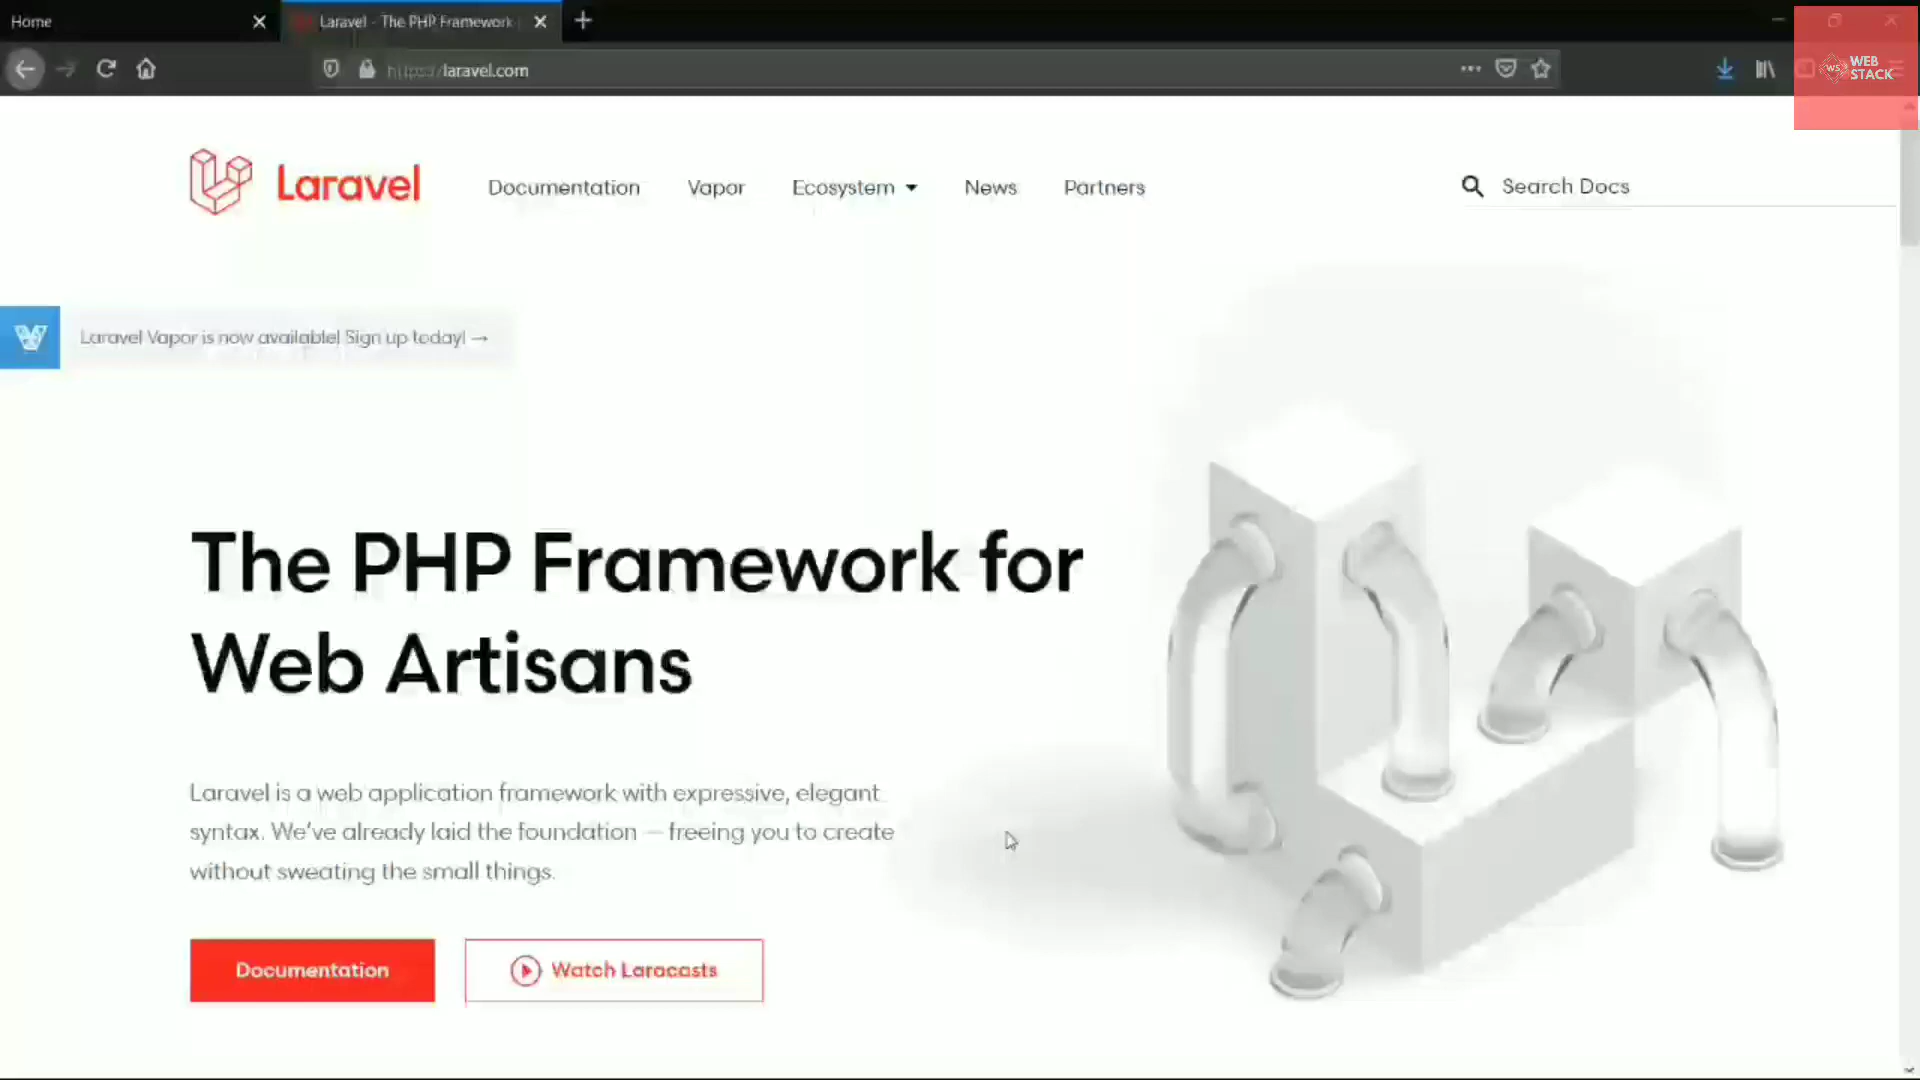 Home
Laravel - The PHP Framework
https://laravel.com
WS
WEB
STACK
Laravel
Documentation
Vapor
Ecosystem
News
Partners
Search Docs
Laravel Vapor is now available! Sign up today! →
The PHP Framework for
Web Artisans
Laravel is a web application framework with expressive, elegant
syntax. We've already laid the foundation — freeing you to create
without sweating the small things.
Documentation
Watch Laracasts